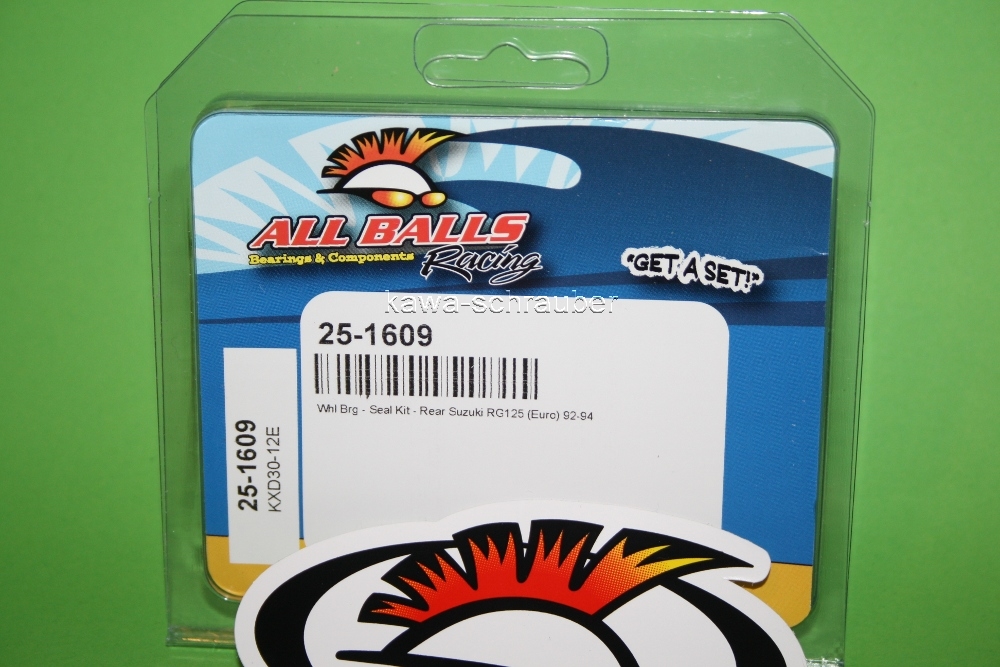 ALL BALLS
Bearings & Components Racing
"GET A SET!"
kawa-schrauber
25-1609
Whl Brg - Seal Kit - Rear Suzuki RG125 (Euro) 92-94
25-1609
KXD30-12E